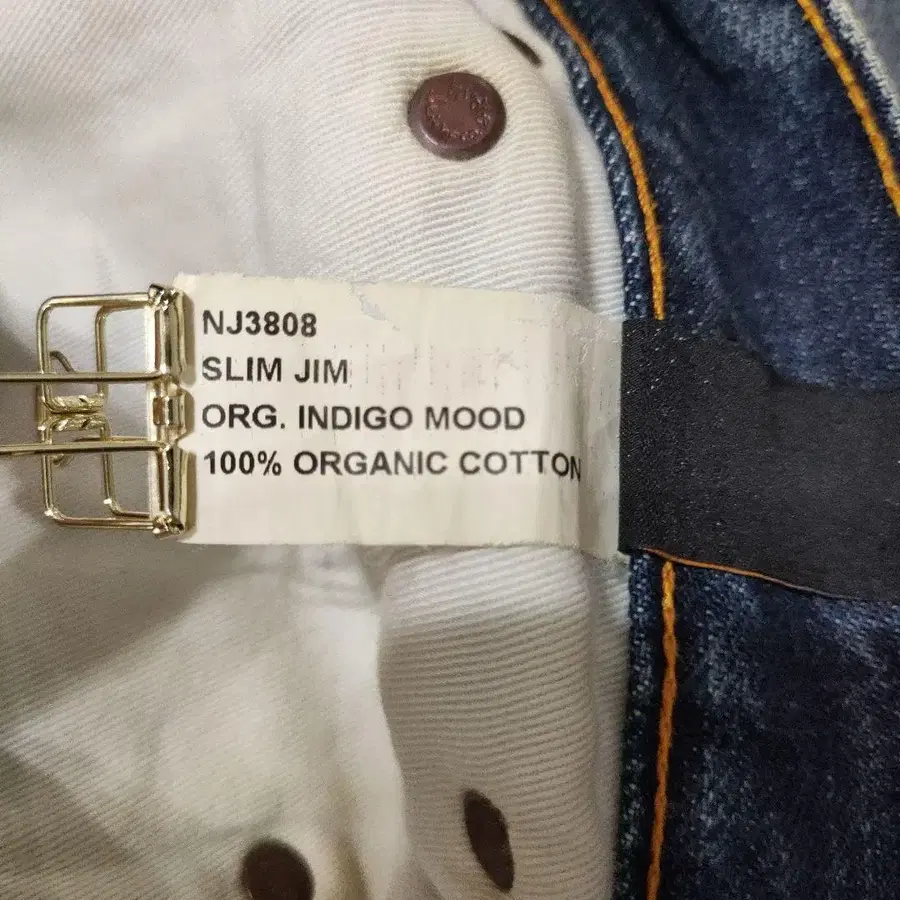 NJ3808
SLIM JIM
ORG. INDIGO MOOD
100% ORGANIC COTTON